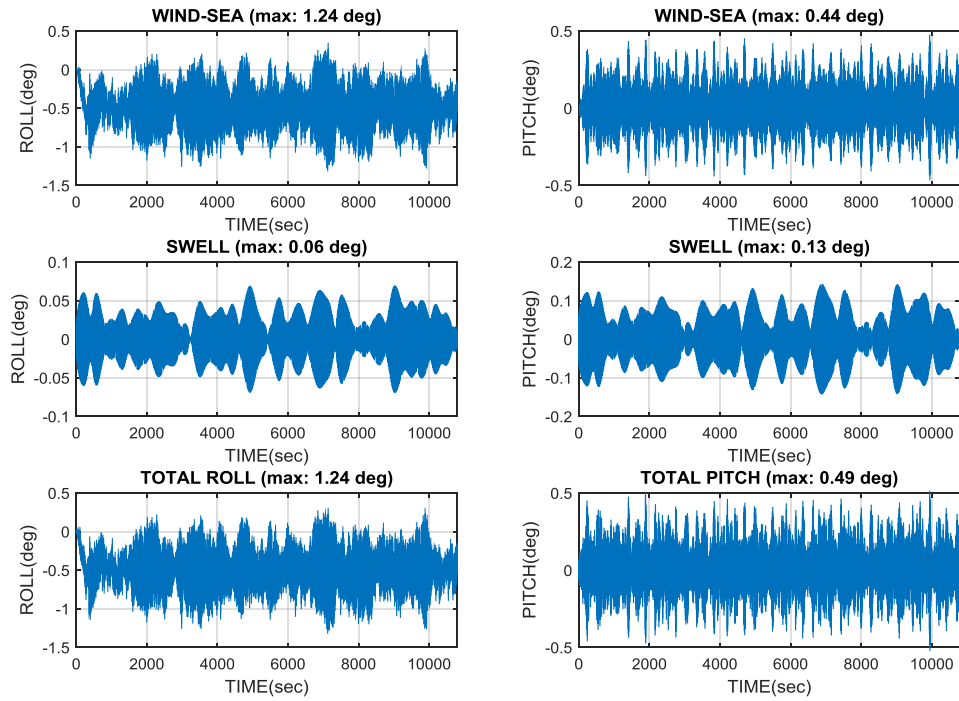 WIND-SEA (max: 1.24 deg)
0.5
0
-0.5
-1
-1.5
ROLL(deg)
0 2000 4000 6000 8000 10000
TIME(sec)
WIND-SEA (max: 0.44 deg)
0.5
0
-0.5
PITCH(deg)
0 2000 4000 6000 8000 10000
TIME(sec)
SWELL (max: 0.06 deg)
0.1
0.05
0
-0.05
-0.1
ROLL(deg)
0 2000 4000 6000 8000 10000
TIME(sec)
SWELL (max: 0.13 deg)
0.2
0.1
0
-0.1
-0.2
PITCH(deg)
0 2000 4000 6000 8000 10000
TIME(sec)
TOTAL ROLL (max: 1.24 deg)
0.5
0
-0.5
-1
-1.5
ROLL(deg)
0 2000 4000 6000 8000 10000
TIME(sec)
TOTAL PITCH (max: 0.49 deg)
0.5
0
-0.5
PITCH(deg)
0 2000 4000 6000 8000 10000
TIME(sec)